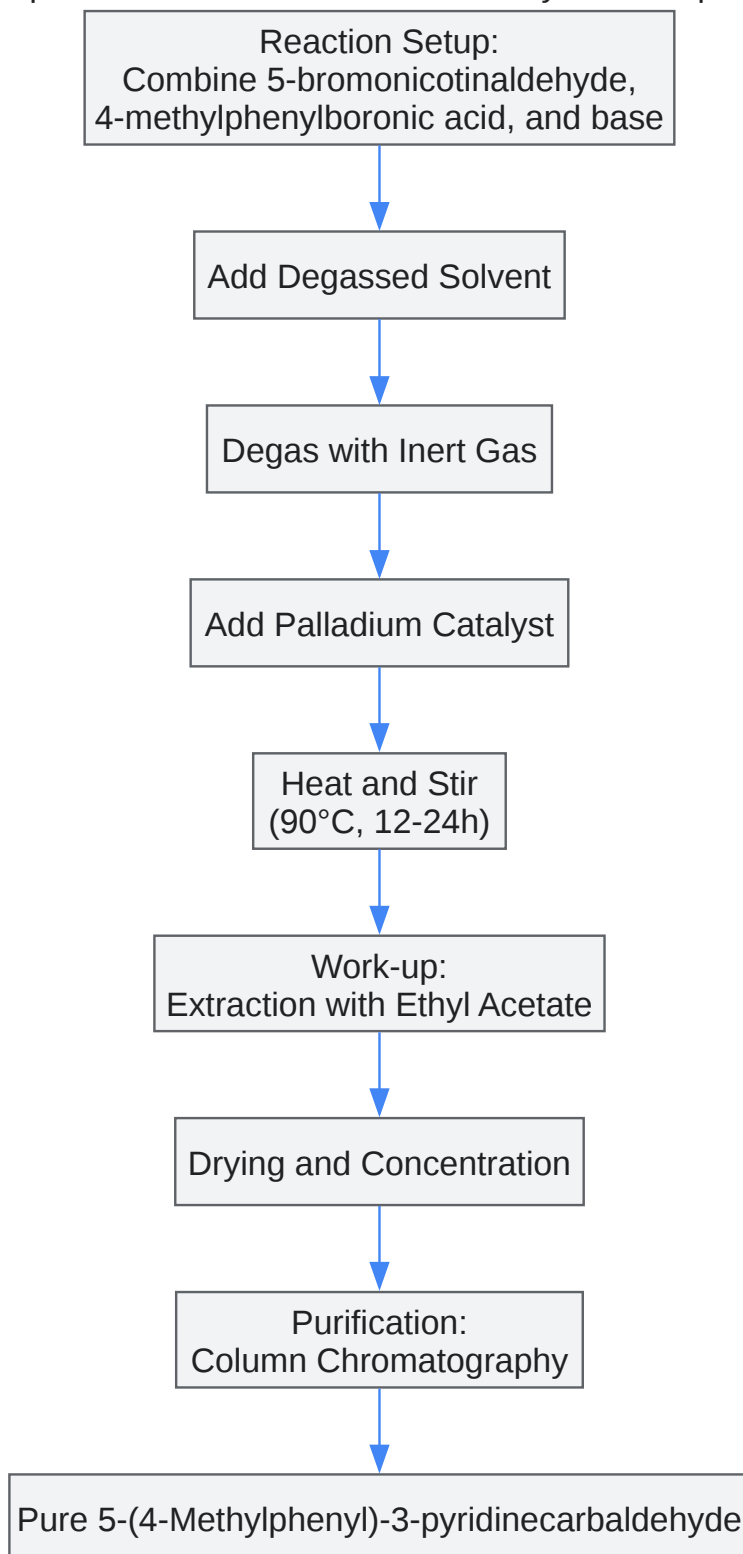 Reaction Setup:
Combine 5-bromonicotinaldehyde,
4-methylphenylboronic acid, and base
Add Degassed Solvent
Degas with Inert Gas
Add Palladium Catalyst
Heat and Stir
(90°C, 12-24h)
Work-up:
Extraction with Ethyl Acetate
Drying and Concentration
Purification:
Column Chromatography
Pure 5-(4-Methylphenyl)-3-pyridinecarbaldehyde